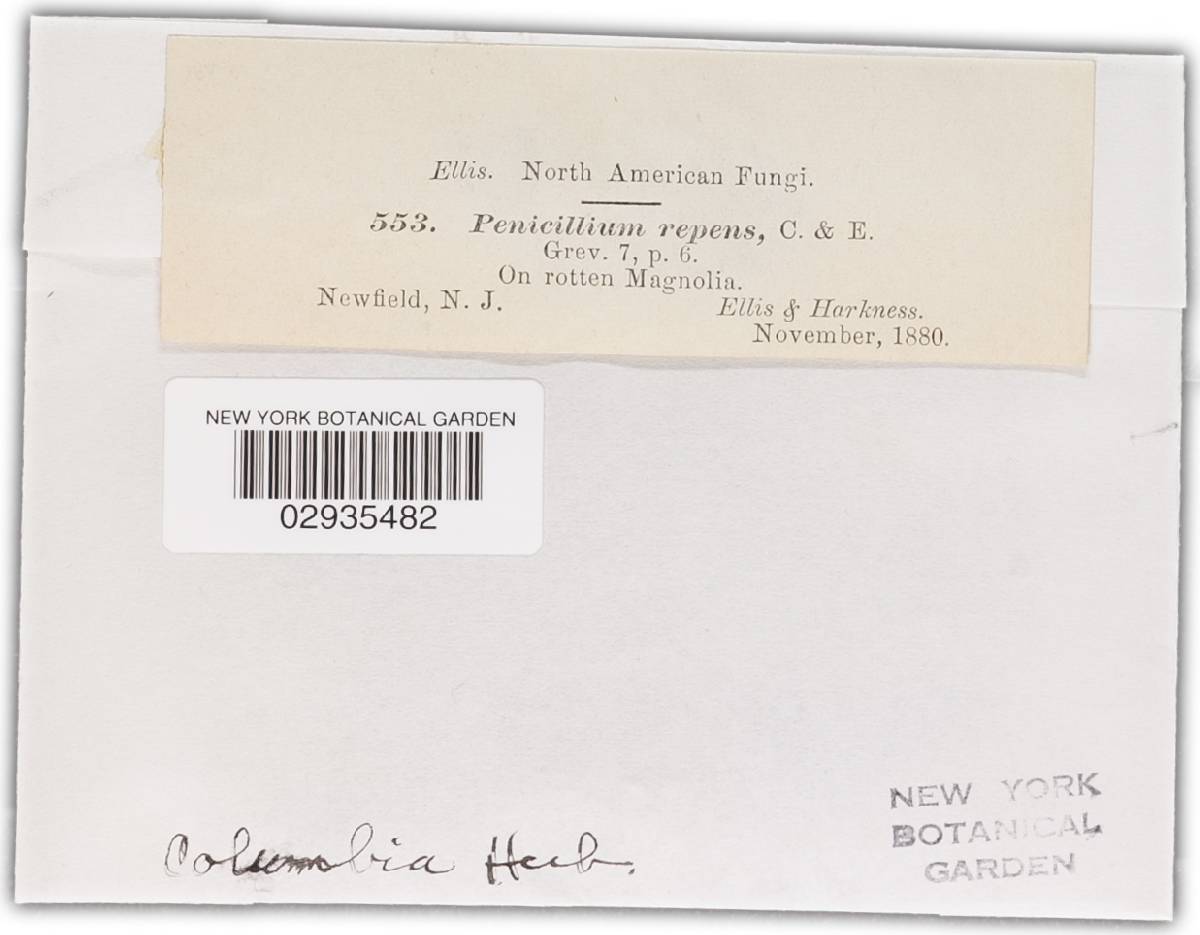 Ellis. North American Fungi.
553. Penicillium repens, C. & E.
Grev. 7, p. 6.
On rotten Magnolia.
Newfield, N. J. Ellis & Harkness.
November, 1880.
NEW YORK BOTANICAL GARDEN
02935482
Columbia Herb.
NEW YORK
BOTANICAL
GARDEN